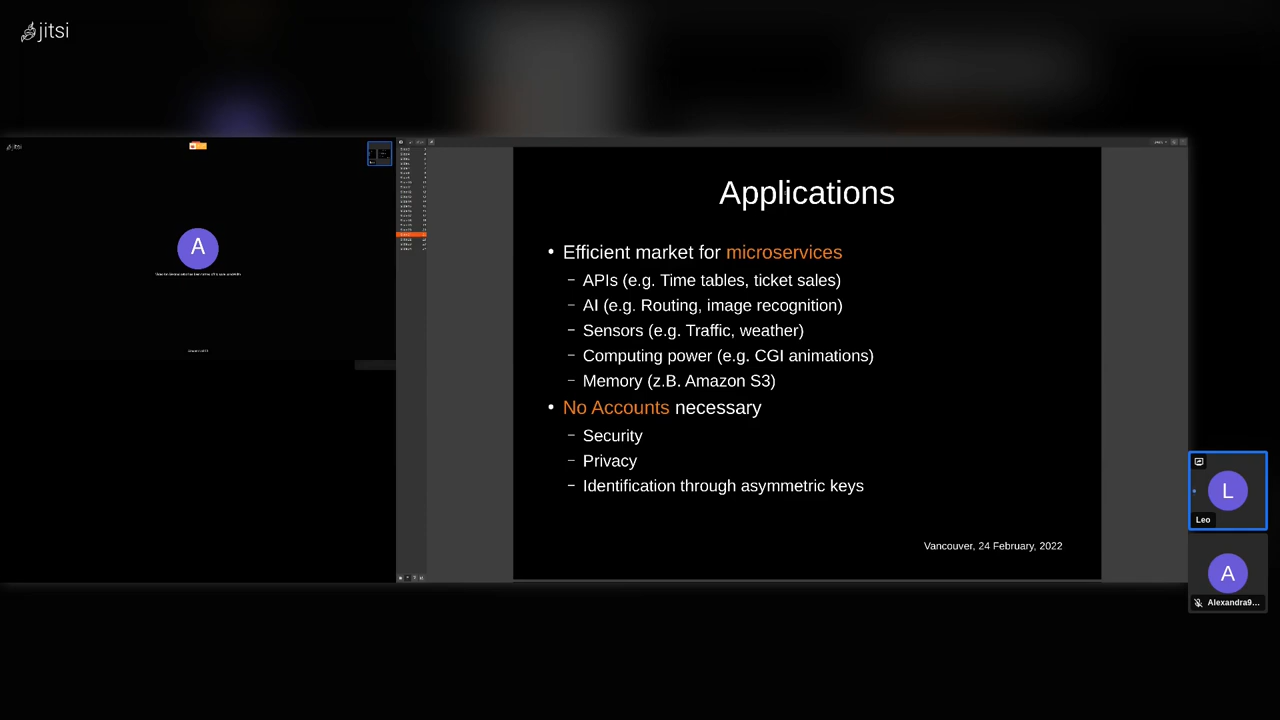 jitsi
jitsi
A
Applications
• Efficient market for microservices
– APIs (e.g. Time tables, ticket sales)
– AI (e.g. Routing, image recognition)
– Sensors (e.g. Traffic, weather)
– Computing power (e.g. CGI animations)
– Memory (z.B. Amazon S3)
• No Accounts necessary
– Security
– Privacy
– Identification through asymmetric keys
Vancouver, 24 February, 2022
L
Leo
A
Alexandra9...